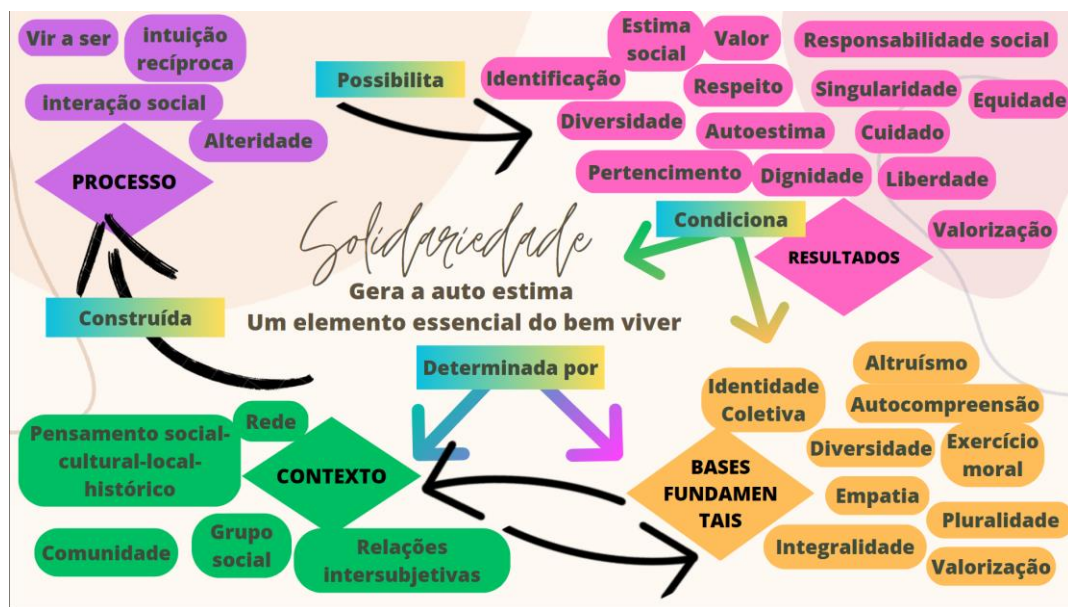 Vir a ser
intuição
recíproca
interação social
Alteridade
PROCESSO
Possibilita
Estima
social
Valor
Responsabilidade social
Identificação
Respeito
Singularidade
Equidade
Diversidade
Autoestima
Cuidado
Pertencimento
Dignidade
Liberdade
Valorização
RESULTADOS
Condiciona
Solidariedade
Gera a auto estima
Um elemento essencial do bem viver
Construída
Determinada por
Rede
Pensamento social-
cultural-local-
histórico
CONTEXTO
Comunidade
Grupo
social
Relações
intersubjetivas
Identidade
Coletiva
Altruísmo
Autocompreensão
Diversidade
Exercício
moral
BASES
FUNDAMEN
TAIS
Empatia
Pluralidade
Integralidade
Valorização